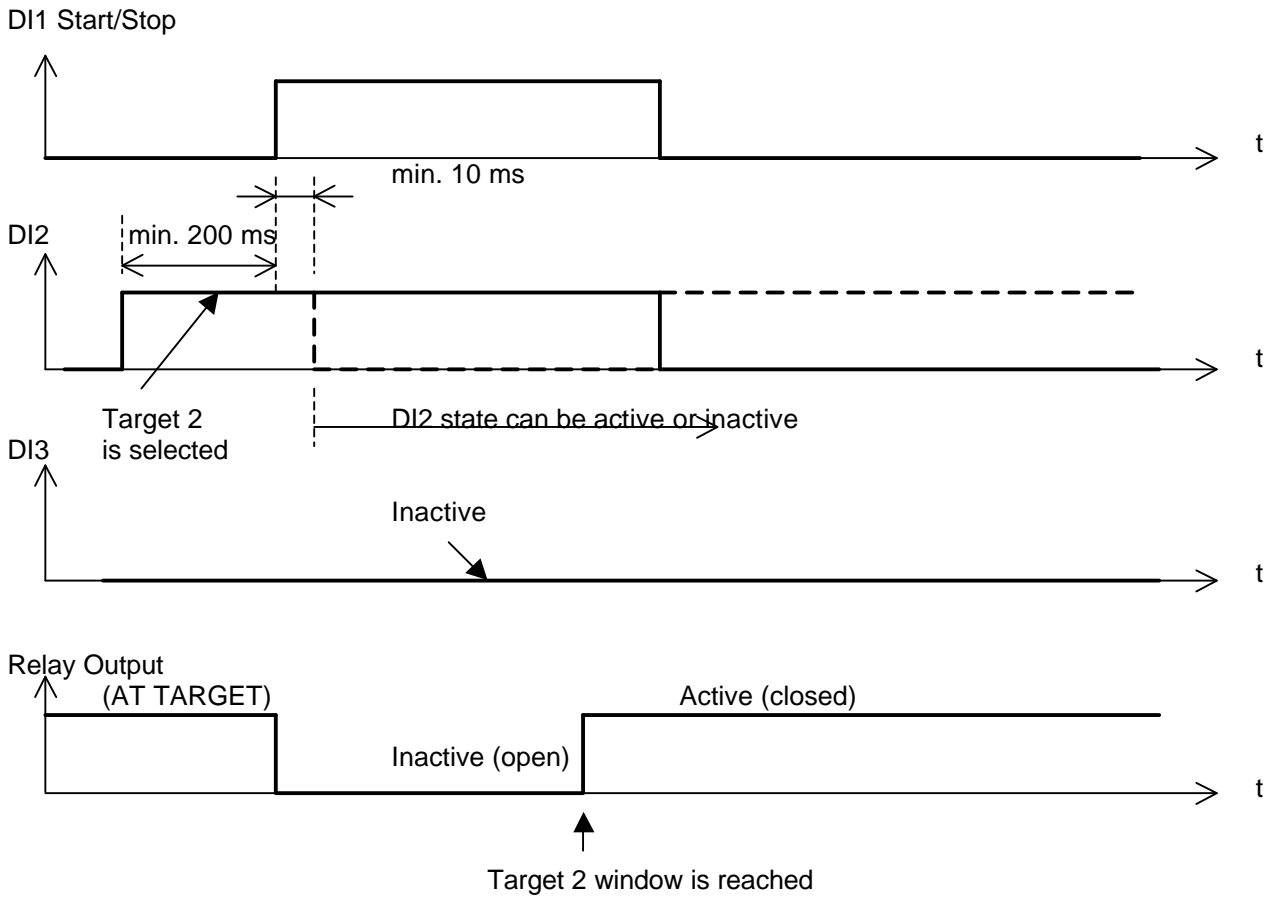 DI1 Start/Stop
t
min. 10 ms
DI2
min. 200 ms
t
Target 2
is selected
DI2 state can be active or inactive
DI3
Inactive
t
Relay Output
(AT TARGET)
Active (closed)
Inactive (open)
t
Target 2 window is reached